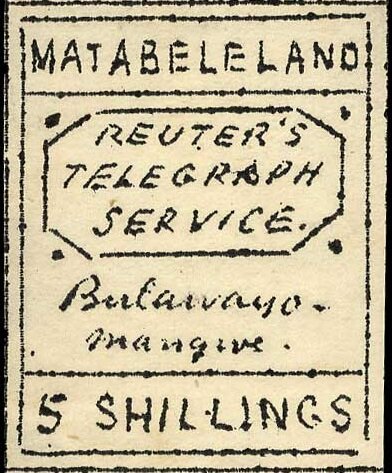 MATABELELAND
REUTER'S
TELEGRAPH
SERVICE.
Bulawayo-
Mangwe.
5 SHILLINGS